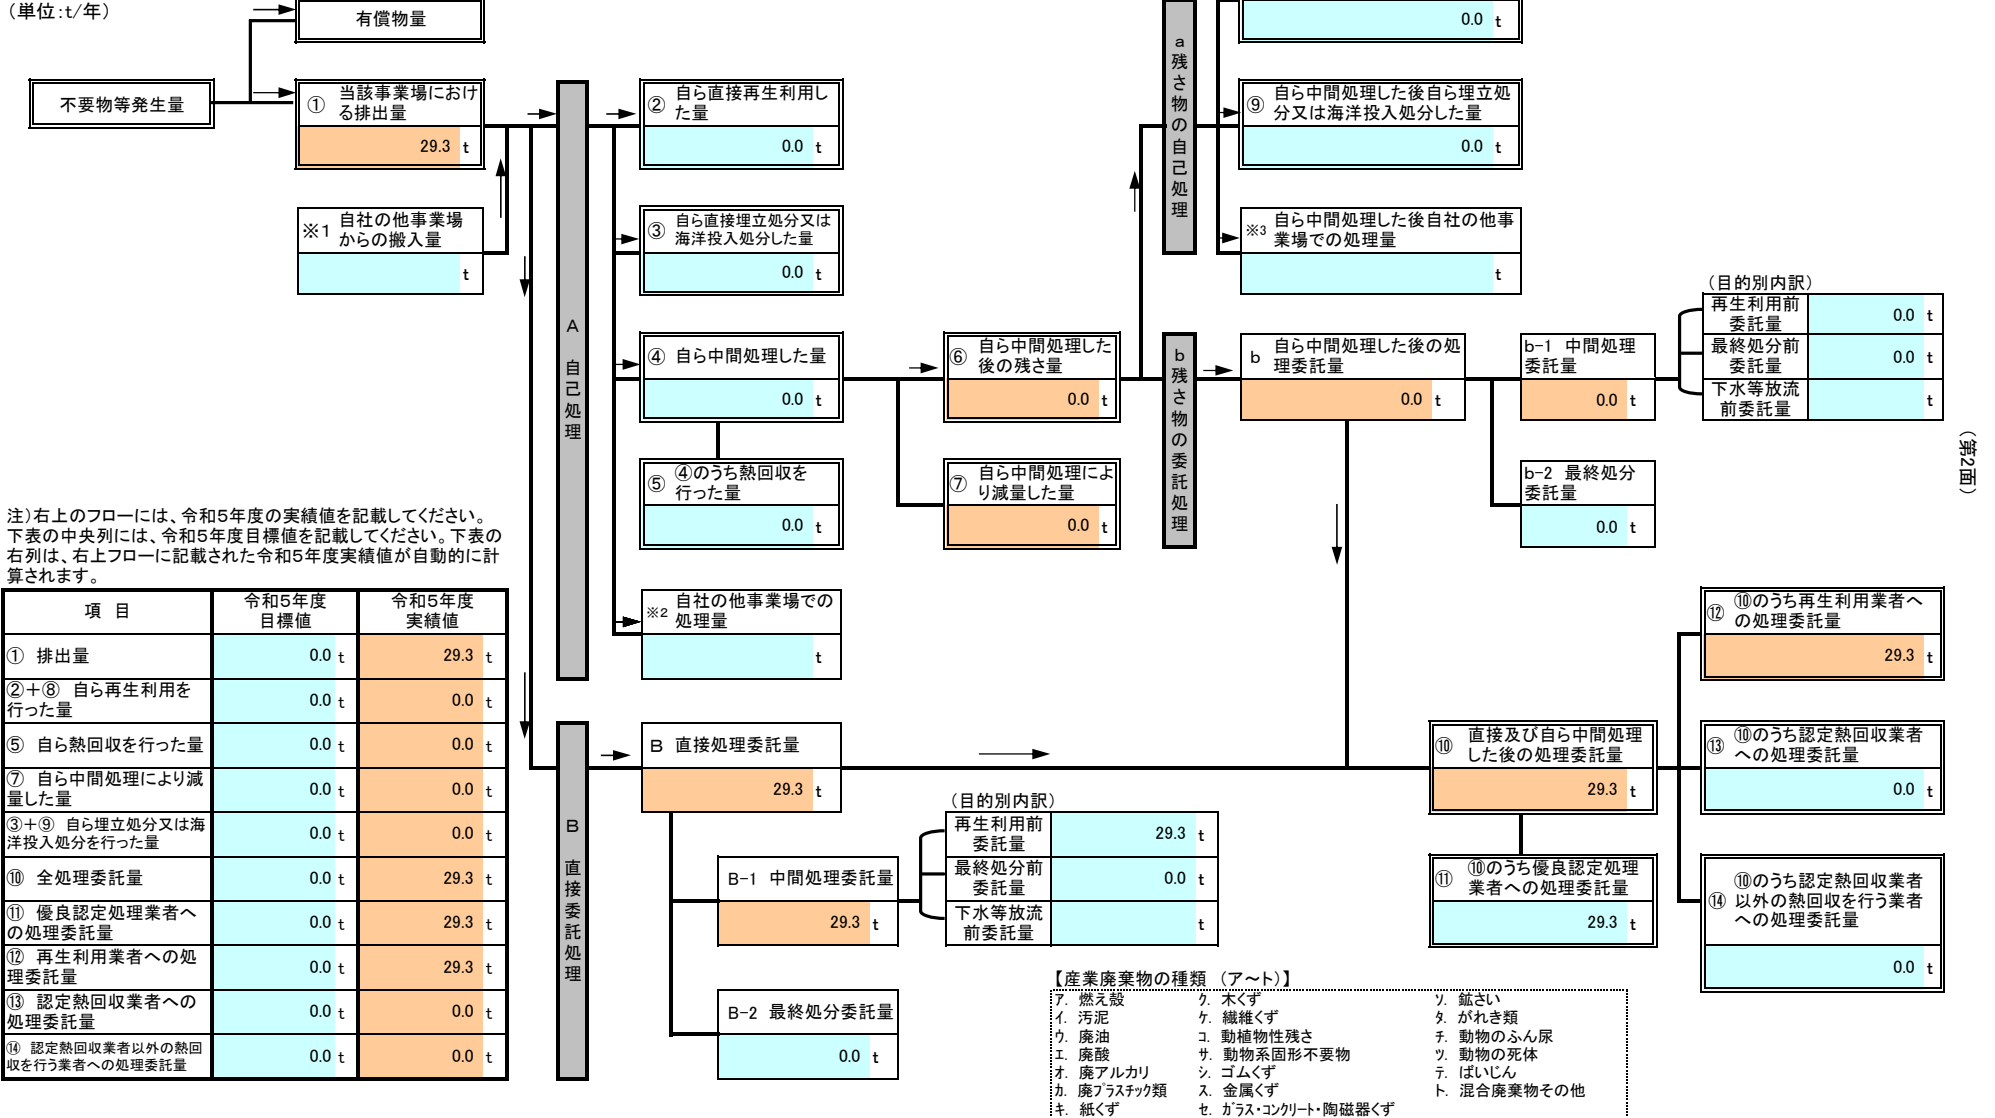 （単位：t/年）
有償物量
不要物等発生量
① 当該事業場におけ
る排出量
29.3 t
※1 自社の他事業場
からの搬入量
t
A 自己処理
② 自ら直接再生利用し
た量
0.0 t
③ 自ら直接埋立処分又は
海洋投入処分した量
0.0 t
④ 自ら中間処理した量
0.0 t
⑤ ④のうち熱回収を
行った量
0.0 t
※2 自社の他事業場での
処理量
t
⑥ 自ら中間処理した
後の残さ量
0.0 t
⑦ 自ら中間処理によ
り減量した量
0.0 t
a 残さ物の自己処理
0.0 t
⑨ 自ら中間処理した後自ら埋立処
分又は海洋投入処分した量
0.0 t
※3 自ら中間処理した後自社の他事
業場での処理量
t
b 残さ物の委託処理
b 自ら中間処理した後の処
理委託量
0.0 t
b-1 中間処理
委託量
0.0 t
b-2 最終処分
委託量
0.0 t
（目的別内訳）
再生利用前
委託量
0.0 t
最終処分前
委託量
0.0 t
下水等放流
前委託量
t
（第2面）
注）右上のフローには、令和５年度の実績値を記載してください。
下表の中央列には、令和５年度目標値を記載してください。下表の
右列は、右上フローに記載された令和５年度実績値が自動的に計
算されます。
項 目 令和５年度 令和５年度
目標値 実績値
① 排出量 0.0 t 29.3 t
②＋⑧ 自ら再生利用を
行った量 0.0 t 0.0 t
⑤ 自ら熱回収を行った量 0.0 t 0.0 t
⑦ 自ら中間処理により減
量した量 0.0 t 0.0 t
③＋⑨ 自ら埋立処分又は海
洋投入処分を行った量 0.0 t 0.0 t
⑩ 全処理委託量 0.0 t 29.3 t
⑪ 優良認定処理業者へ
の処理委託量 0.0 t 29.3 t
⑫ 再生利用業者への処
理委託量 0.0 t 29.3 t
⑬ 認定熱回収業者への
処理委託量 0.0 t 0.0 t
⑭ 認定熱回収業者以外の熱回
収を行う業者への処理委託量 0.0 t 0.0 t
B 直接委託処理
B 直接処理委託量
29.3 t
B-1 中間処理委託量
29.3 t
B-2 最終処分委託量
0.0 t
（目的別内訳）
再生利用前
委託量
29.3 t
最終処分前
委託量
0.0 t
下水等放流
前委託量
t
⑩ 直接及び自ら中間処理
した後の処理委託量
29.3 t
⑪ ⑩のうち優良認定処理
業者への処理委託量
29.3 t
⑫ ⑩のうち再生利用業者へ
の処理委託量
29.3 t
⑬ ⑩のうち認定熱回収業者
への処理委託量
0.0 t
⑭ ⑩のうち認定熱回収業者
以外の熱回収を行う業者
への処理委託量
0.0 t
【産業廃棄物の種類 （ア～ト）】
ｱ. 燃え殻 ｸ. 木くず ｿ. 鉱さい
ｲ. 汚泥 ｹ. 繊維くず ﾀ. がれき類
ｳ. 廃油 ｺ. 動植物性残さ ﾁ. 動物のふん尿
ｴ. 廃酸 ｻ. 動物系固形不要物 ﾂ. 動物の死体
ｵ. 廃アルカリ ｼ. ゴムくず ﾃ. ばいじん
ｶ. 廃ﾌﾟﾗｽﾁｯｸ類 ｽ. 金属くず ﾄ. 混合廃棄物その他
ｷ. 紙くず ｾ. ｶﾞﾗｽ・ｺﾝｸﾘｰﾄ・陶磁器くず